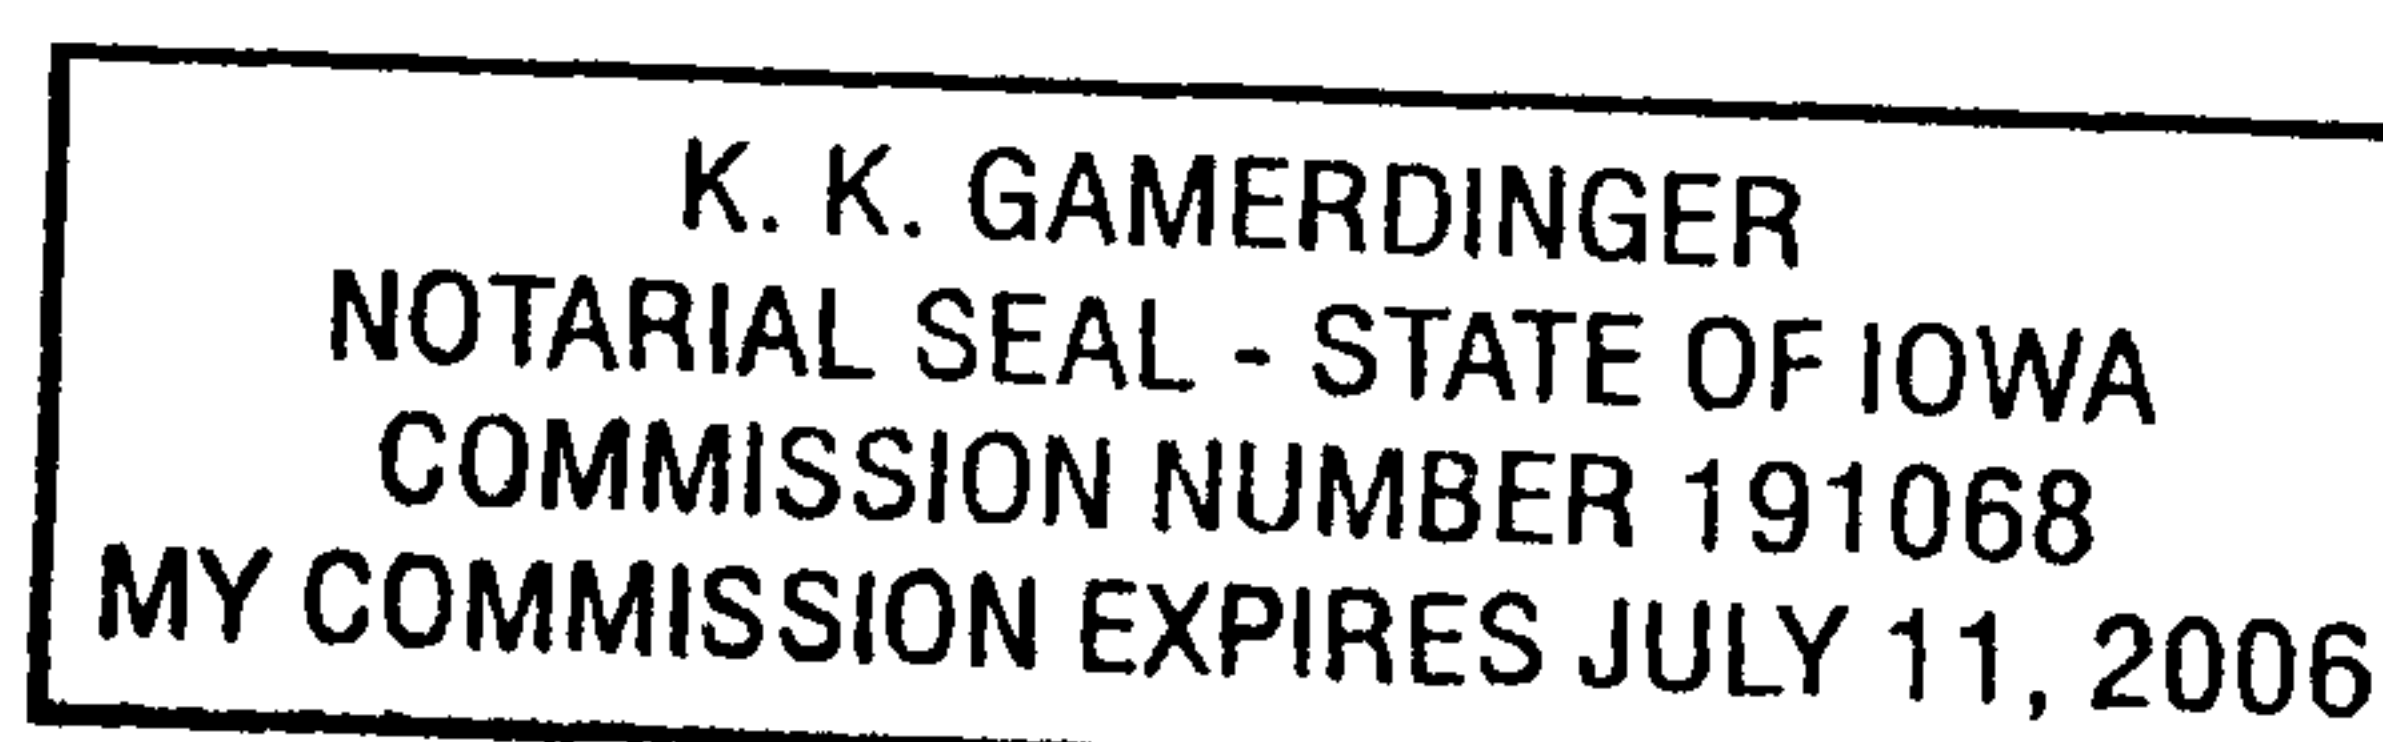 K. K. GAMERDINGER
NOTARIAL SEAL - STATE OF IOWA
COMMISSION NUMBER 191068
MY COMMISSION EXPIRES JULY 11, 2006